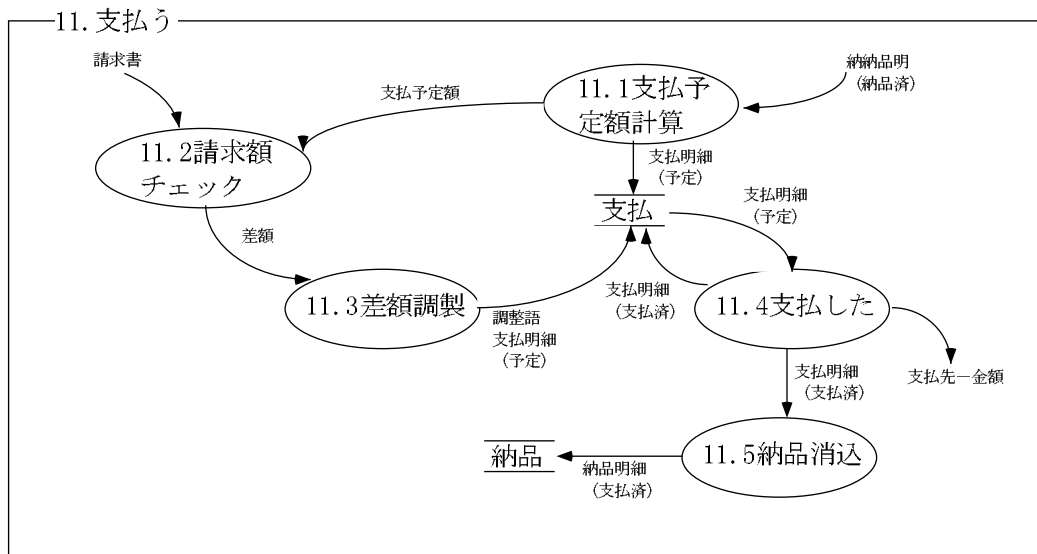 11.支払う
請求書
支払予定額
11.1支払予
定額計算
納納品明
(納品済)
11.2請求額
チェック
支払明細
(予定)
支払
支払明細
(予定)
差額
11.3差額調製
調整語
支払明細
(予定)
支払明細
(支払済)
11.4支払した
支払明細
(支払済)
支払先－金額
納品
納品明細
(支払済)
11.5納品消込